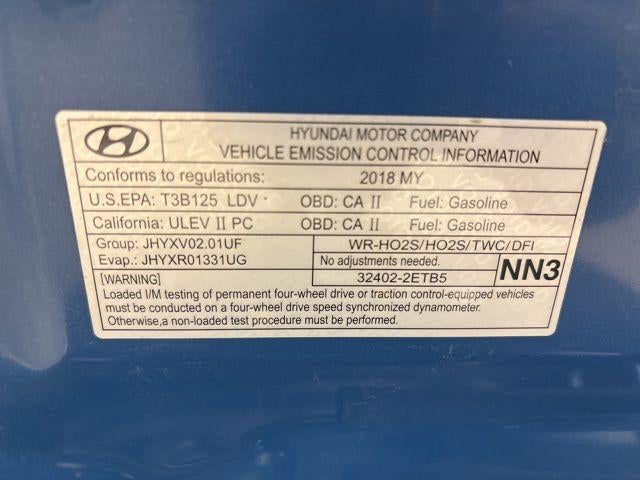 HYUNDAI MOTOR COMPANY
VEHICLE EMISSION CONTROL INFORMATION
Conforms to regulations: 2018 MY
U.S.EPA: T3B125 LDV · OBD: CA II Fuel: Gasoline
California: ULEV II PC OBD: CA II Fuel: Gasoline
Group: JHYXV02.01UF WR-HO2S/HO2S/TWC/DFI
Evap.: JHYXR01331UG No adjustments needed. NN3
[WARNING] 32402-2ETB5
Loaded I/M testing of permanent four-wheel drive or traction control-equipped vehicles
must be conducted on a four-wheel drive speed synchronized dynamometer.
Otherwise,a non-loaded test procedure must be performed.